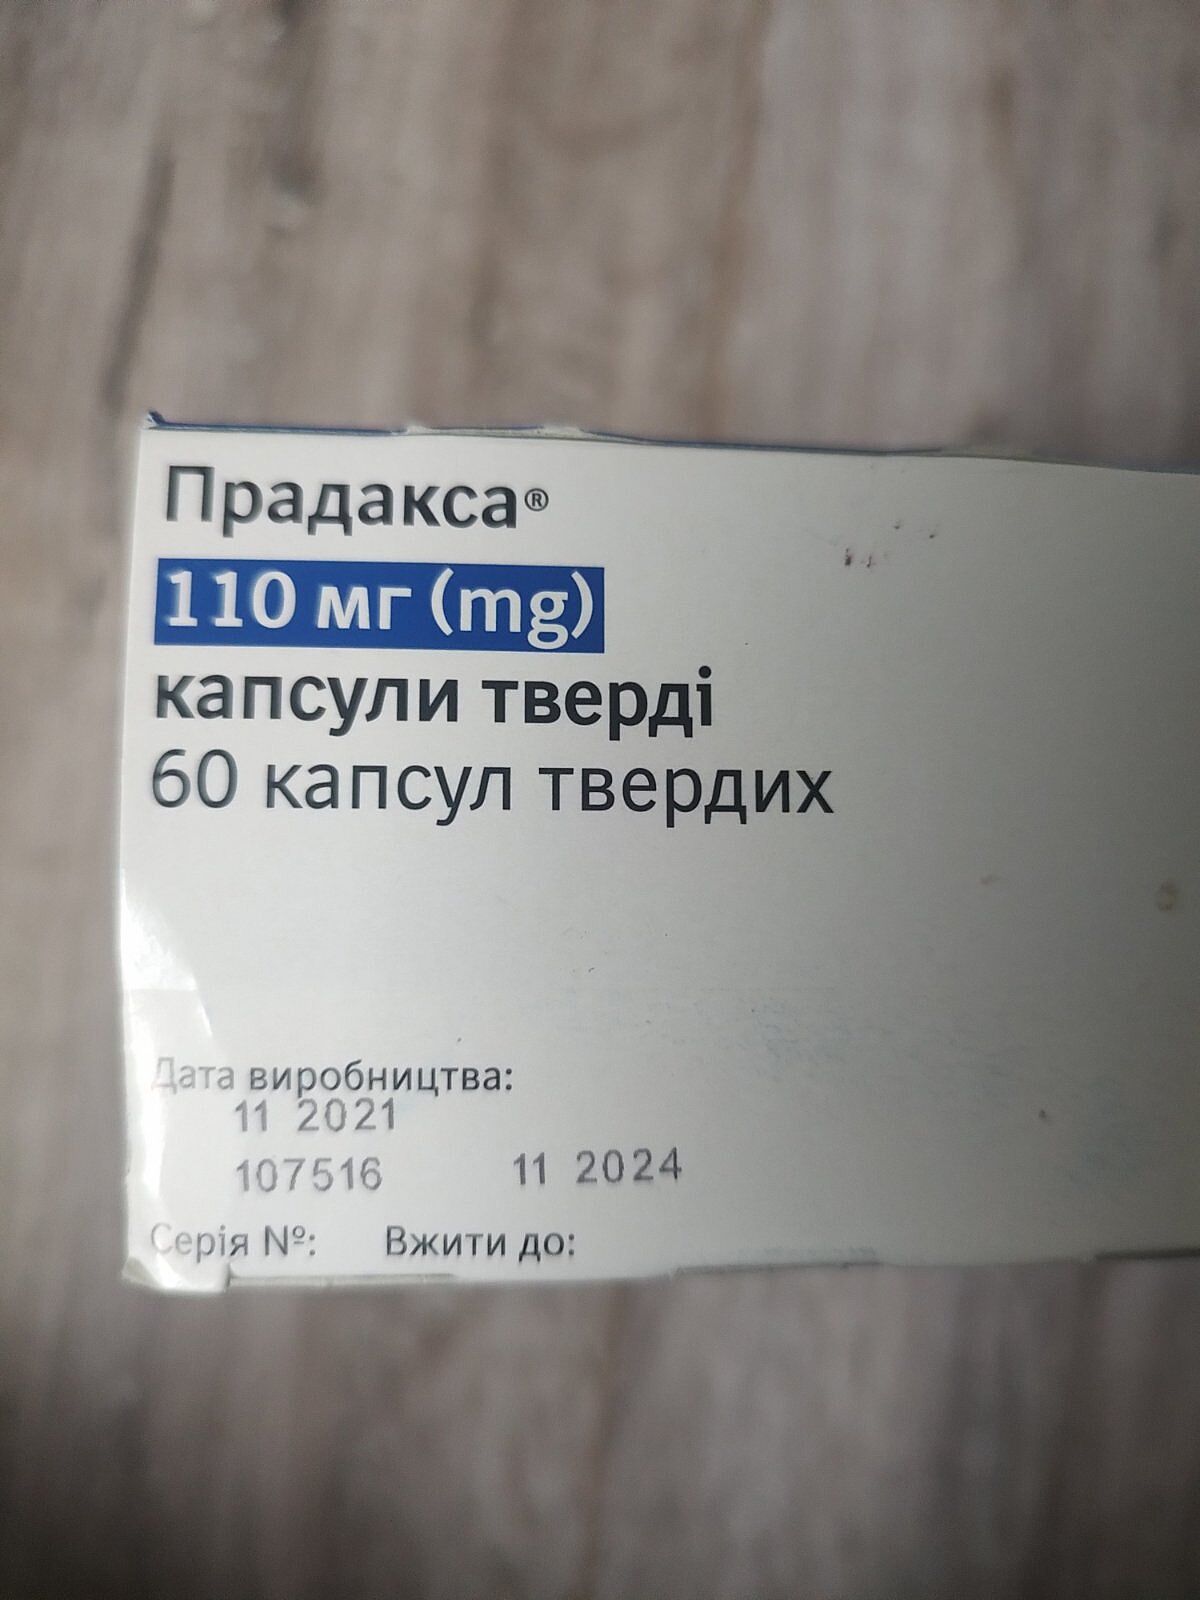 Прадакса®
110 мг (mg)
капсули тверді
60 капсул твердих
Дата виробництва:
11 2021
107516 11 2024
Серія №: Вжити до: